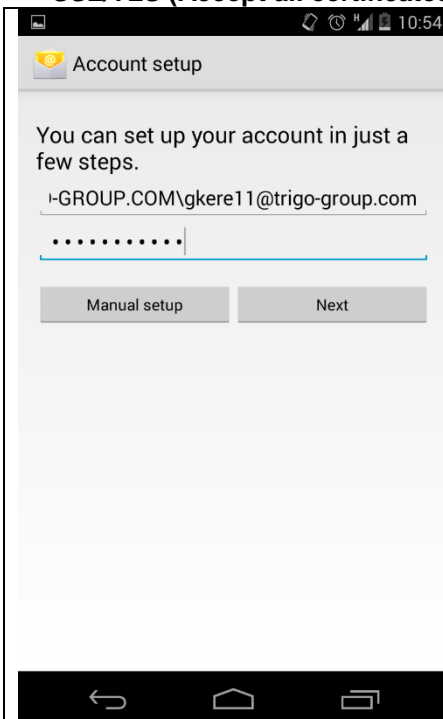 10:54
Account setup
You can set up your account in just a
few steps.
-GROUP.COM\gkere11@trigo-group.com
•••••••••••
Manual setup
Next